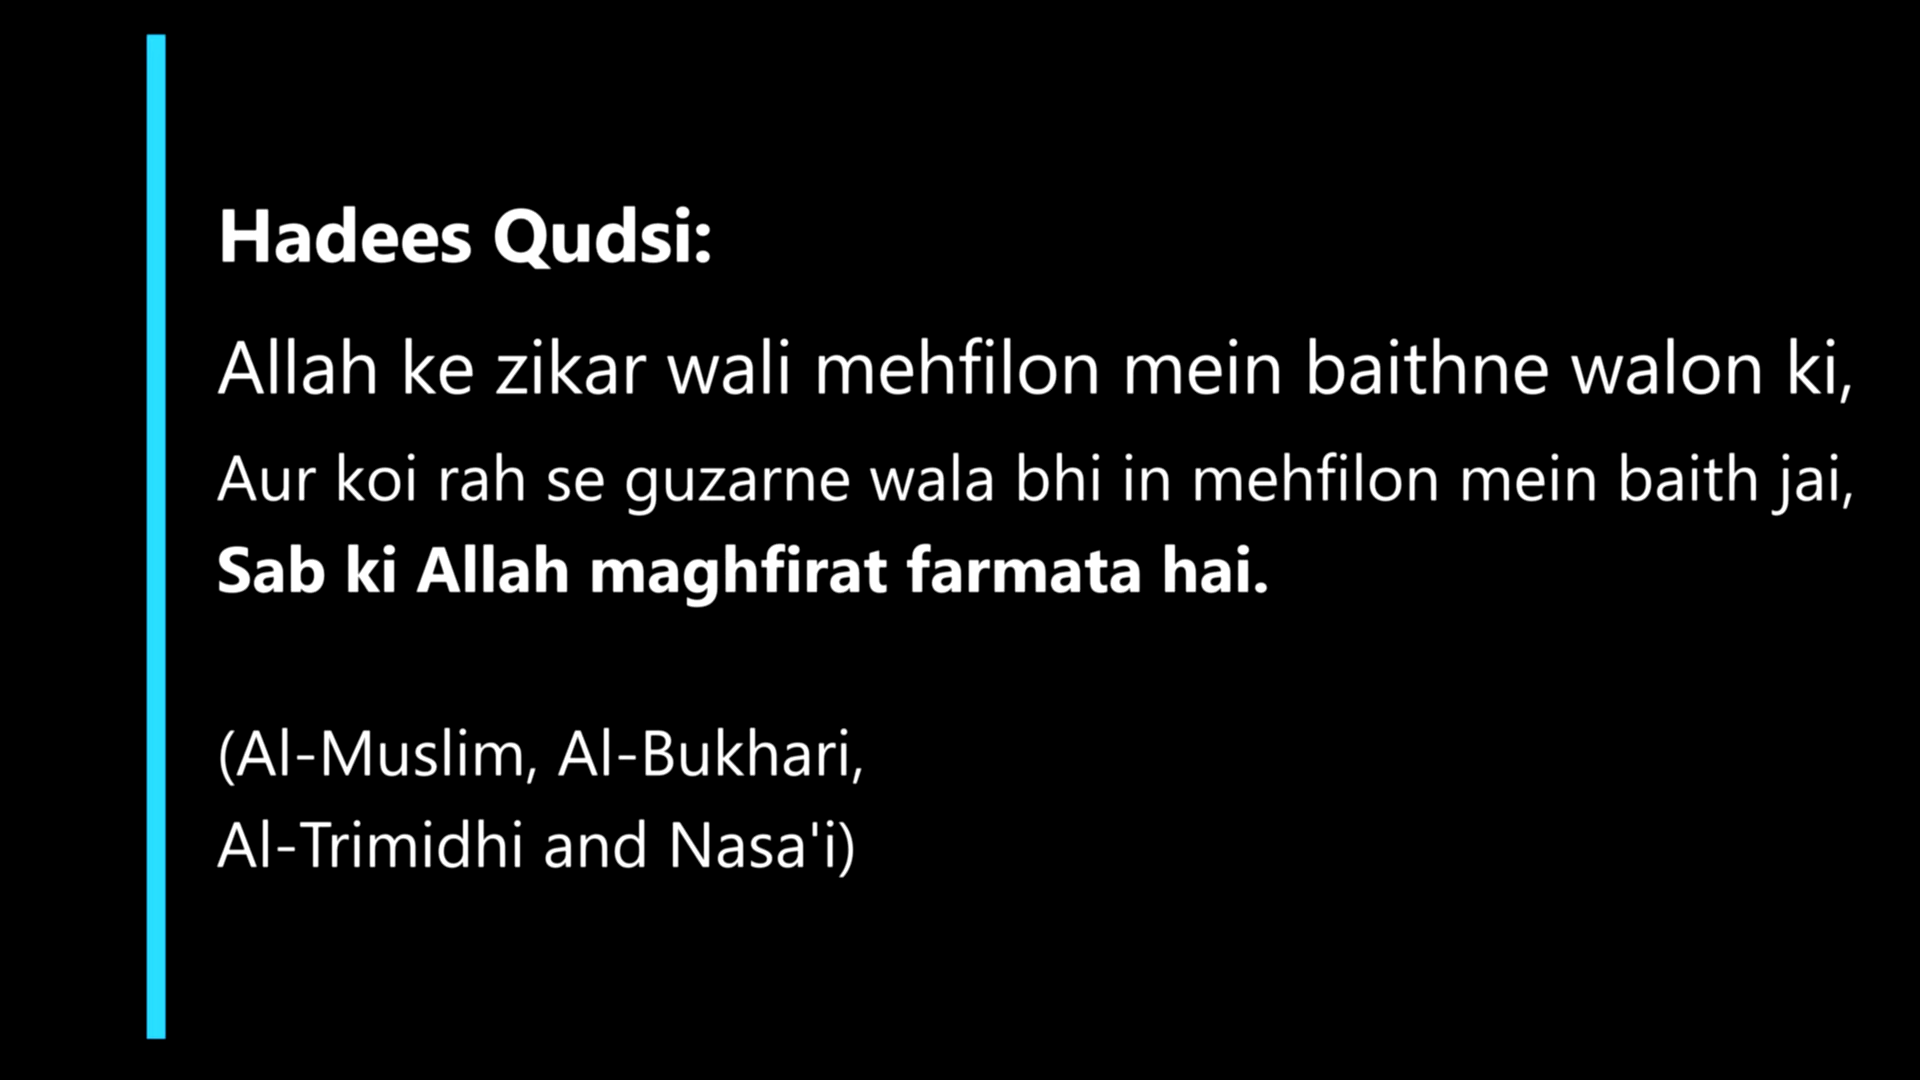 Hadees Qudsi:
Allah ke zikar wali mehfilon mein baithne walon ki,
Aur koi rah se guzarne wala bhi in mehfilon mein baith jai,
Sab ki Allah maghfirat farmata hai.
(Al-Muslim, Al-Bukhari,
Al-Trimidhi and Nasa'i)